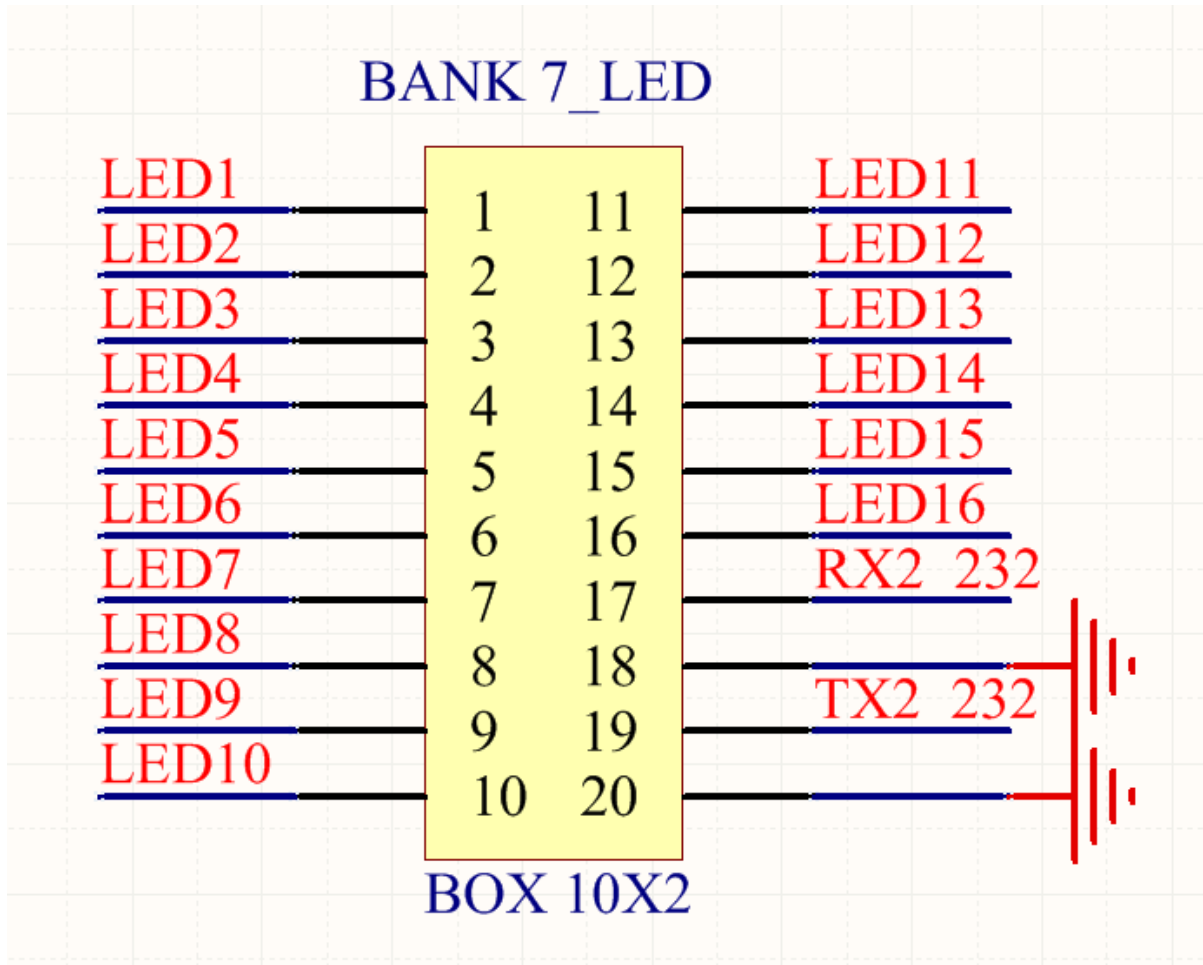 BANK 7_LED
LED1 1 11 LED11
LED2 2 12 LED12
LED3 3 13 LED13
LED4 4 14 LED14
LED5 5 15 LED15
LED6 6 16 LED16
LED7 7 17 RX2 232
LED8 8 18
LED9 9 19 TX2 232
LED10 10 20
BOX 10X2